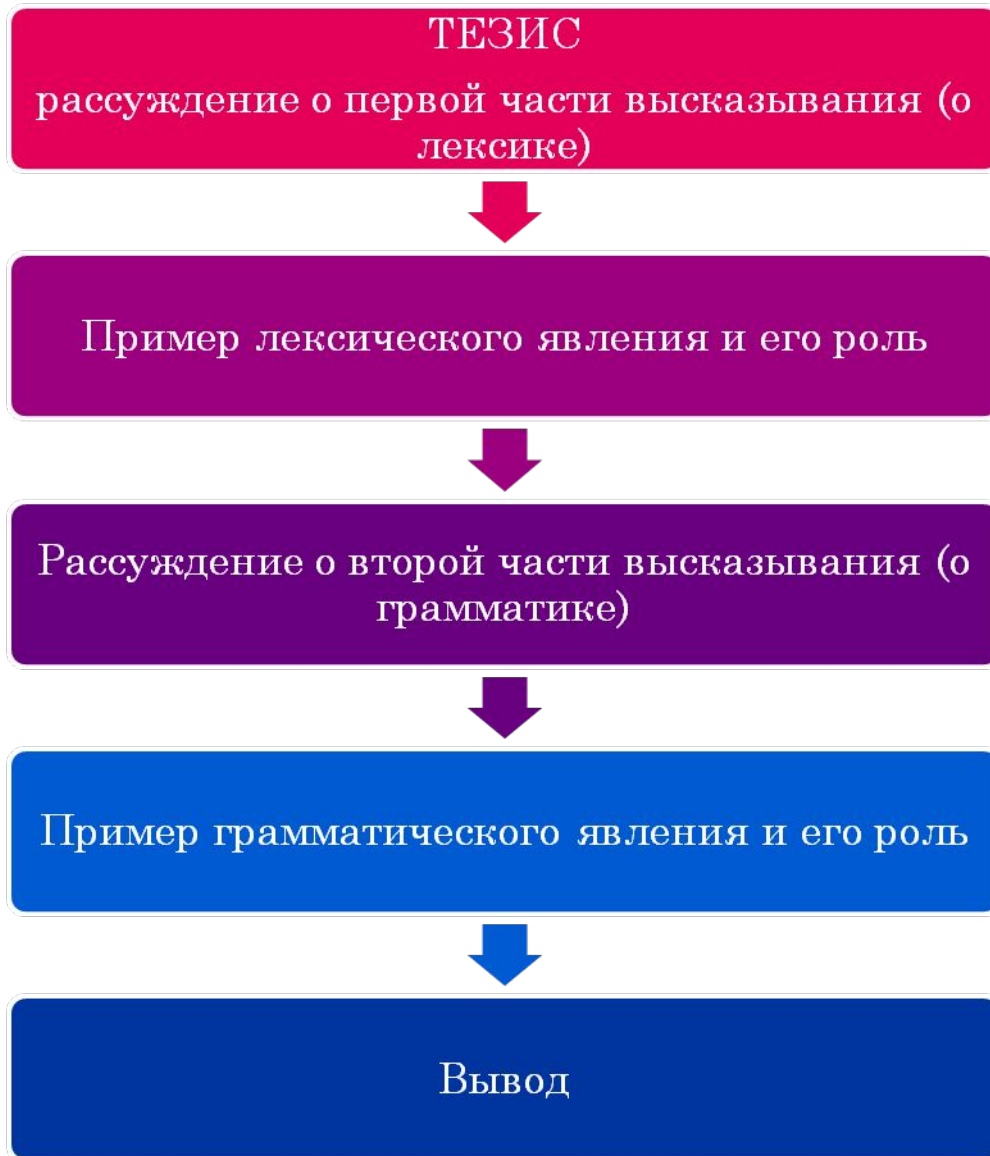 ТЕЗИС
рассуждение о первой части высказывания (о
лексике)
Пример лексического явления и его роль
Рассуждение о второй части высказывания (о
грамматике)
Пример грамматического явления и его роль
Вывод